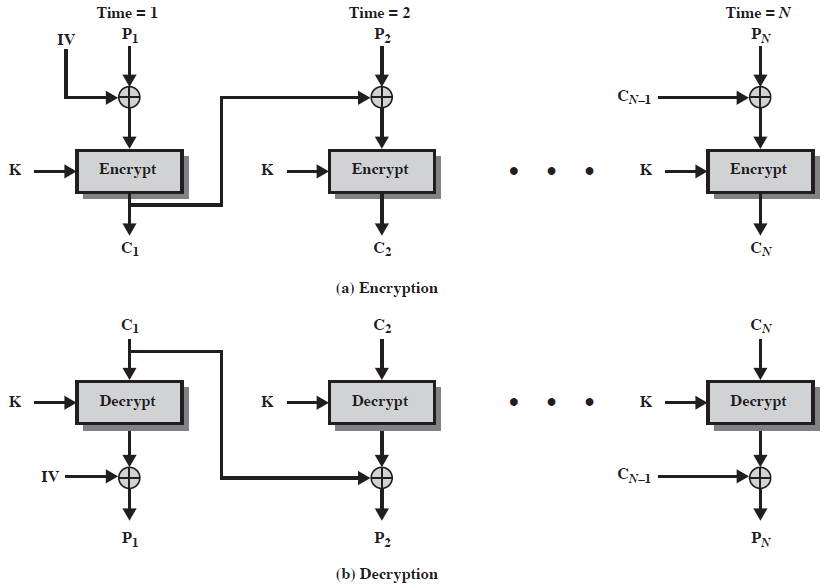 Time = 1 Time = 2 Time = N
IV P1 P2 PN
CN–1
K Encrypt K Encrypt • • • K Encrypt
C1 C2 CN
(a) Encryption
C1 C2 CN
K Decrypt K Decrypt • • • K Decrypt
IV CN–1
P1 P2 PN
(b) Decryption